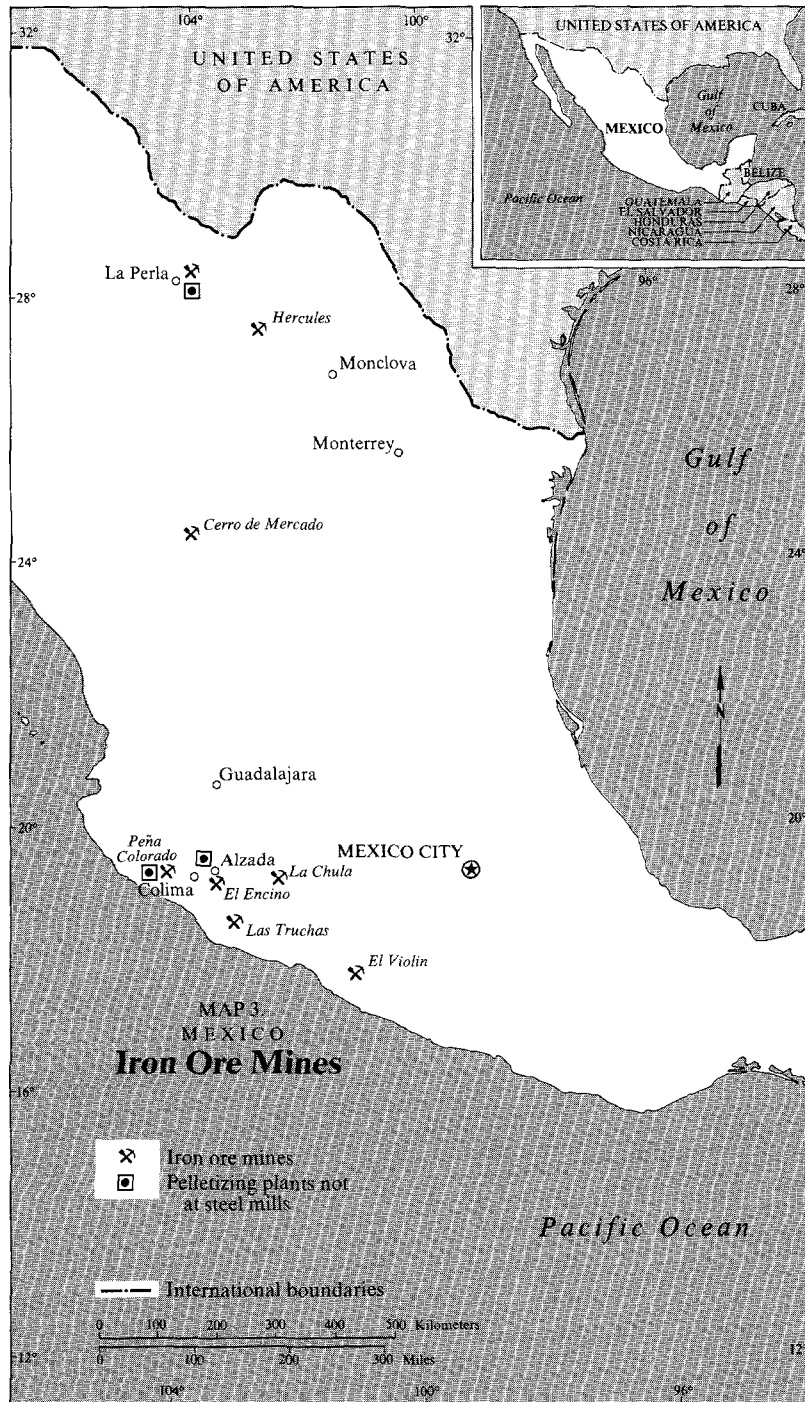 104°
100°
32°
32°
UNITED STATES
OF AMERICA
UNITED STATES OF AMERICA
Gulf
of
Mexico
CUBA
MEXICO
BELIZE
Pacific Ocean
GUATEMALA
EL SALVADOR
HONDURAS
NICARAGUA
COSTA RICA
96°
La Perla
28°
28°
Hercules
Monclova
Monterrey
Gulf
of
Mexico
Cerro de Mercado
24°
24°
N
Guadalajara
20°
20°
Peña
Colorado
Alzada
MEXICO CITY
La Chula
Colima
El Encino
Las Truchas
El Violin
MAP 3
MEXICO
Iron Ore Mines
16°
Iron ore mines
Pelletizing plants not
at steel mills
Pacific Ocean
International boundaries
0 100 200 300 400 500 Kilometers
0 100 200 300 Miles
12°
12°
104°
100°
96°